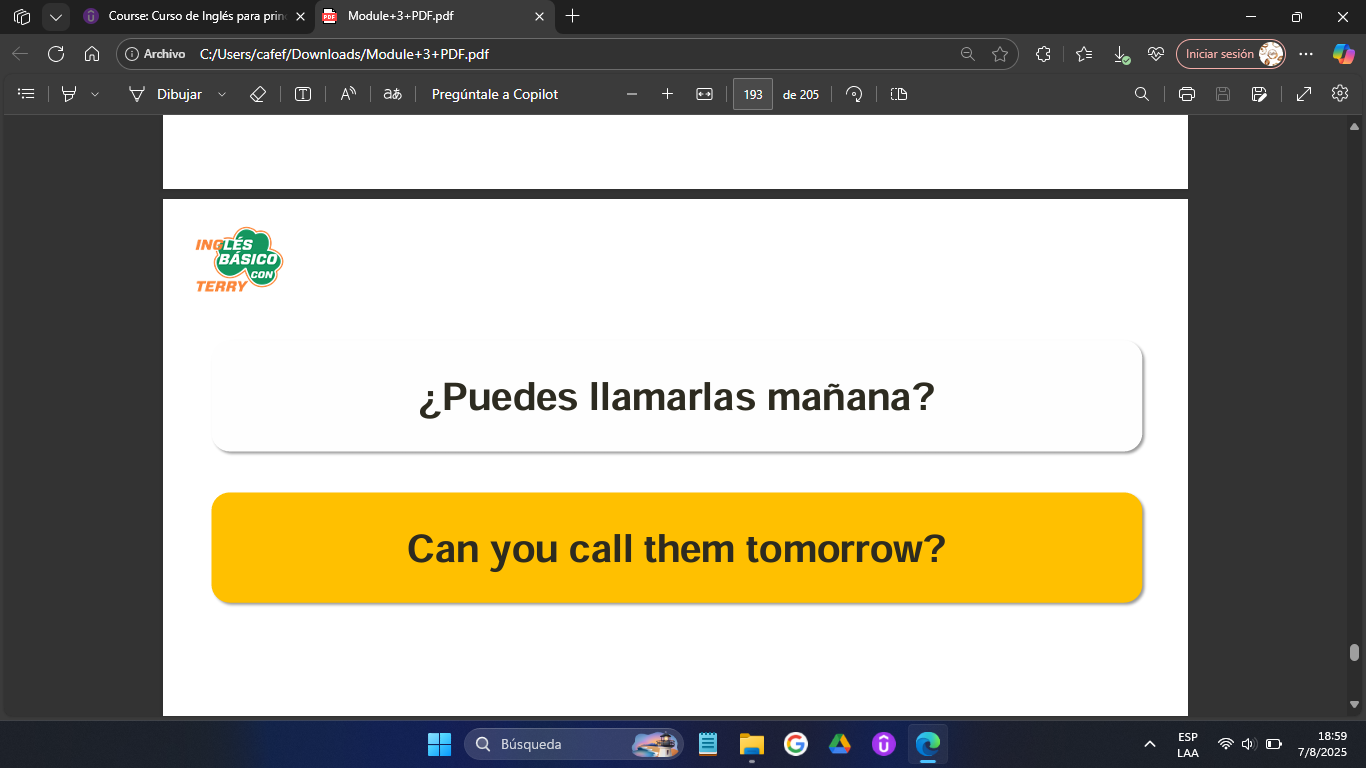 Course: Curso de Inglés para prin
Module+3+PDF.pdf
Archivo
C:/Users/cafef/Downloads/Module+3+PDF.pdf
Iniciar sesión
Dibujar
aあ
Pregúntale a Copilot
193
de 205
INGLÉS
BÁSICO
CON
TERRY
¿Puedes llamarlas mañana?
Can you call them tomorrow?
Búsqueda
ESP
LAA
18:59
7/8/2025